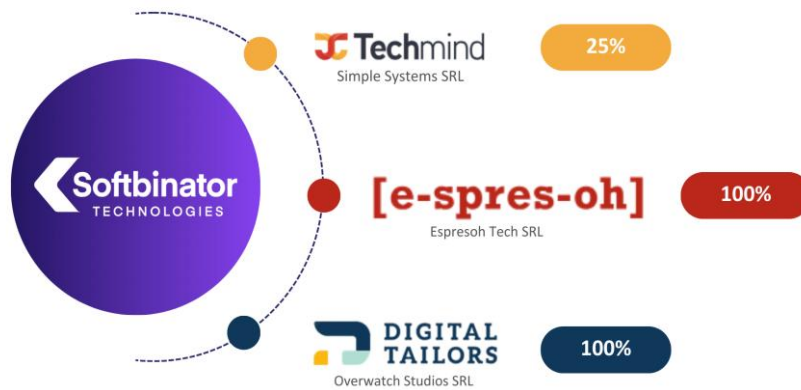 Softbinator
TECHNOLOGIES
Techmind
Simple Systems SRL
25%
[e-spres-oh]
Espresoh Tech SRL
100%
DIGITAL
TAILORS
Overwatch Studios SRL
100%